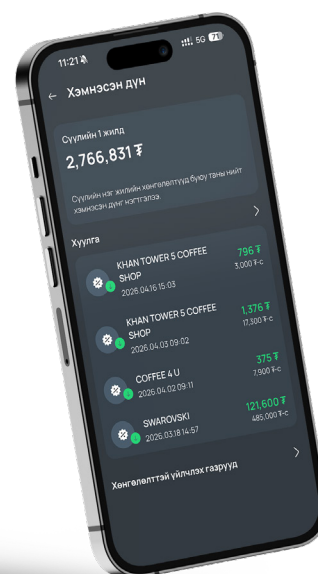 11:21
5G 71
Хэмнэсэн дүн
Сүүлийн 1 жилд
2,766,831 ₮
Сүүлийн нэг жилийн хөнгөлөлтүүд буюу таны нийт
хэмнэсэн дүнг нэгтгэлээ.
Хуулга
KHAN TOWER 5 COFFEE
SHOP
2026.04.16 15:03
796 ₮
3,000 ₮-с
KHAN TOWER 5 COFFEE
SHOP
2026.04.03 09:02
1,376 ₮
17,300 ₮-с
COFFEE 4 U
2026.04.02 09:11
375 ₮
7,900 ₮-с
SWAROVSKI
2026.03.18 14:57
121,600 ₮
485,000 ₮-с
Хөнгөлөлттэй үйлчлэх газрууд